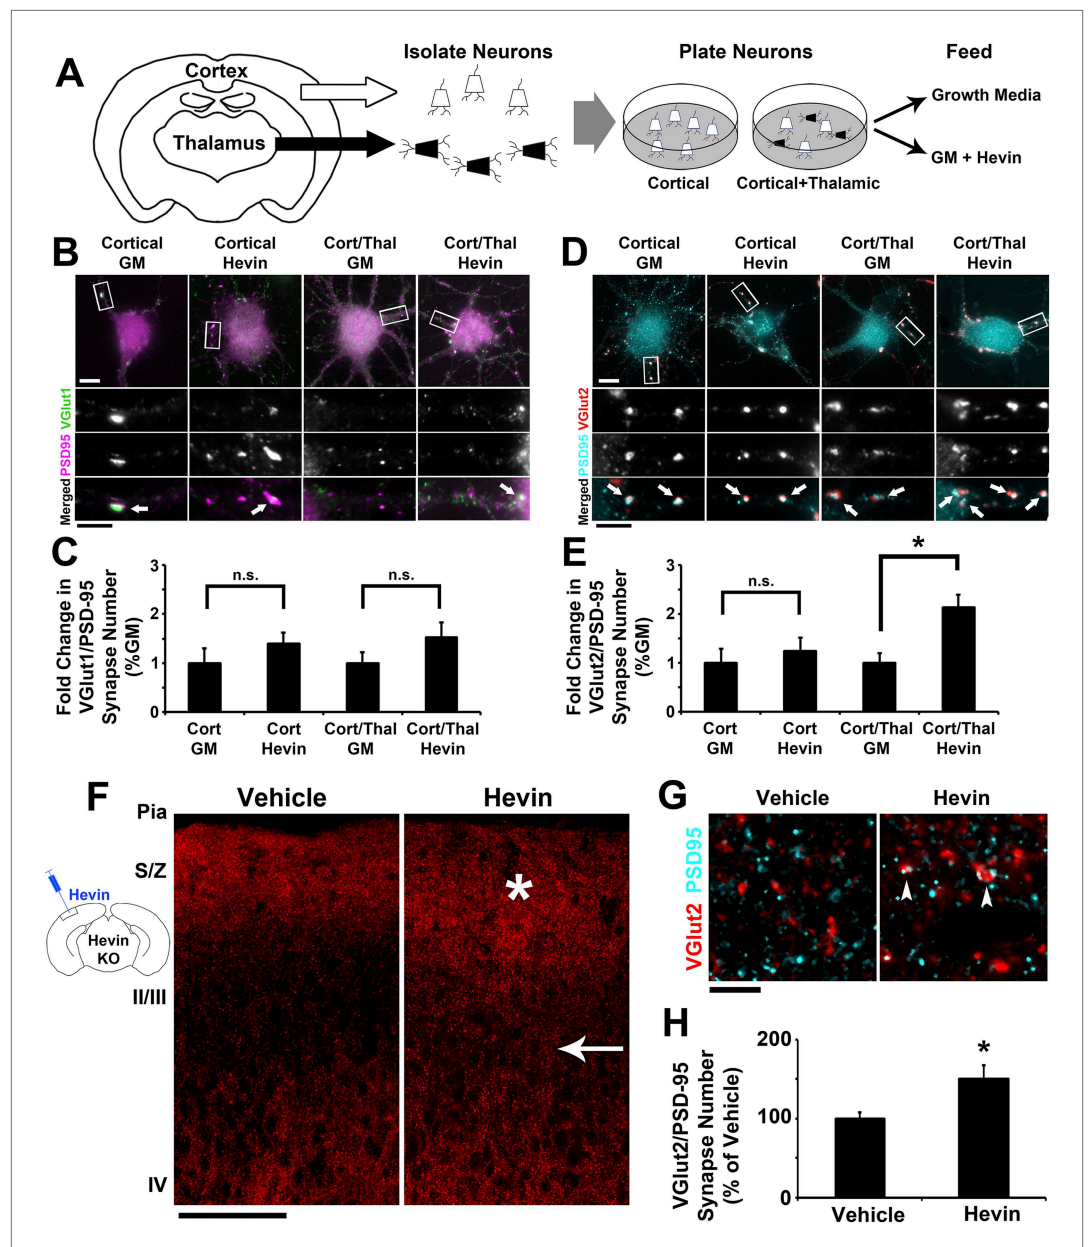 A
Cortex
Thalamus
Isolate Neurons
Plate Neurons
Feed
Cortical
Cortical+Thalamic
Growth Media
GM + Hevin
B
Cortical GM
Cortical Hevin
Cort/Thal GM
Cort/Thal Hevin
VGlut1
PSD95
Merged
D
Cortical GM
Cortical Hevin
Cort/Thal GM
Cort/Thal Hevin
VGlut2
PSD95
Merged
C
Fold Change in
VGlut1/PSD-95
Synapse Number
(%GM)
3
2
1
0
n.s.
n.s.
Cort GM
Cort Hevin
Cort/Thal GM
Cort/Thal Hevin
E
Fold Change in
VGlut2/PSD-95
Synapse Number
(%GM)
3
2
1
0
n.s.
*
Cort GM
Cort Hevin
Cort/Thal GM
Cort/Thal Hevin
F
Vehicle
Hevin
Pia
S/Z
II/III
IV
*
Hevin
Hevin
KO
G
Vehicle
Hevin
VGlut2 PSD95
H
VGlut2/PSD-95
Synapse Number
(% of Vehicle)
200
100
0
*
Vehicle
Hevin